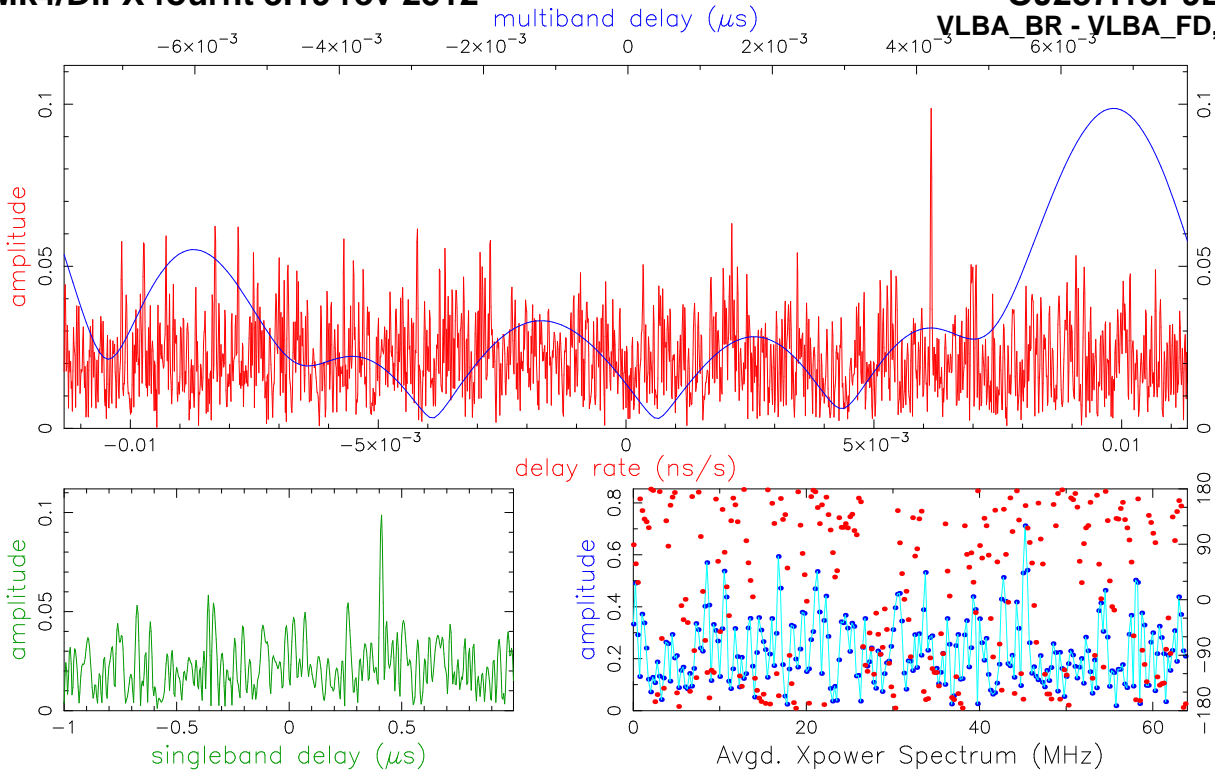 multiband delay (μs)
VLBA_BR - VLBA_FD,
−6×10⁻³ −4×10⁻³ −2×10⁻³ 0 2×10⁻³ 4×10⁻³ 6×10⁻³
amplitude
0 0.05 0.1
0 0.05 0.1
−0.01 −5×10⁻³ 0 5×10⁻³ 0.01
delay rate (ns/s)
amplitude
0 0.05 0.1
−1 −0.5 0 0.5
singleband delay (μs)
amplitude
0 0.2 0.4 0.6 0.8
−180 −90 0 90 180
0 20 40 60
Avgd. Xpower Spectrum (MHz)